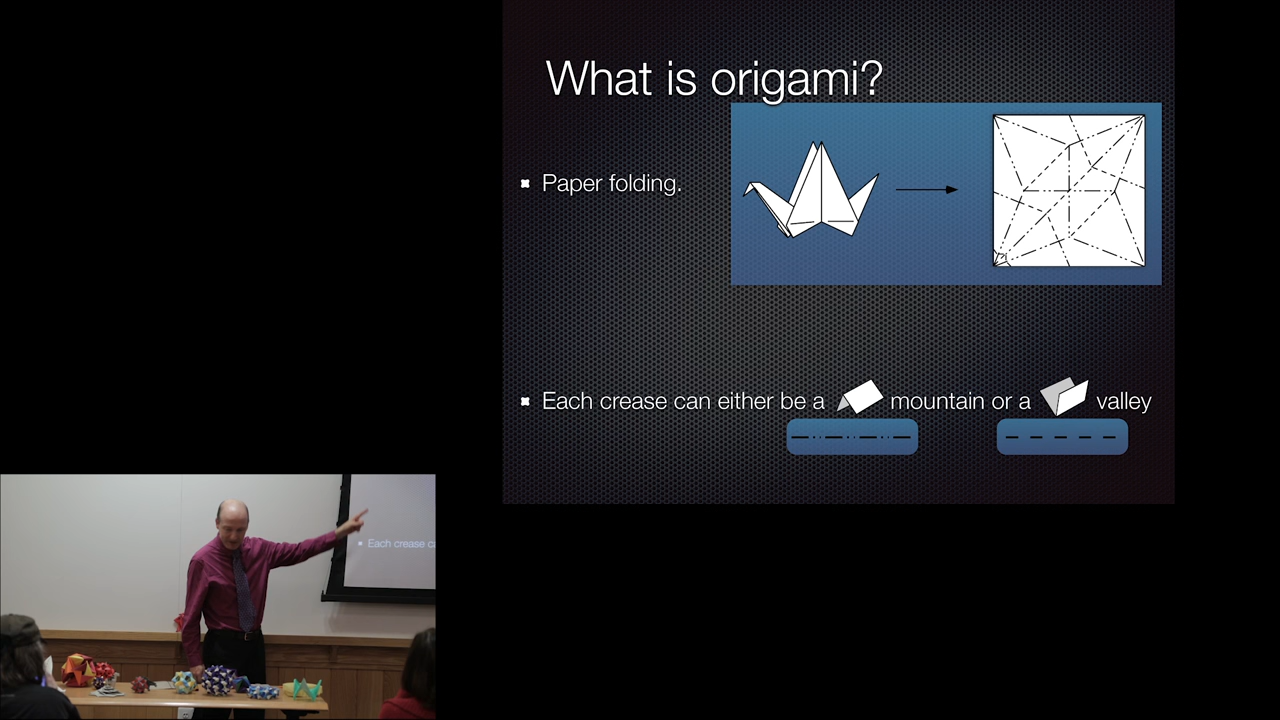 What is origami?
Paper folding.
Each crease can either be a mountain or a valley
Each crease c